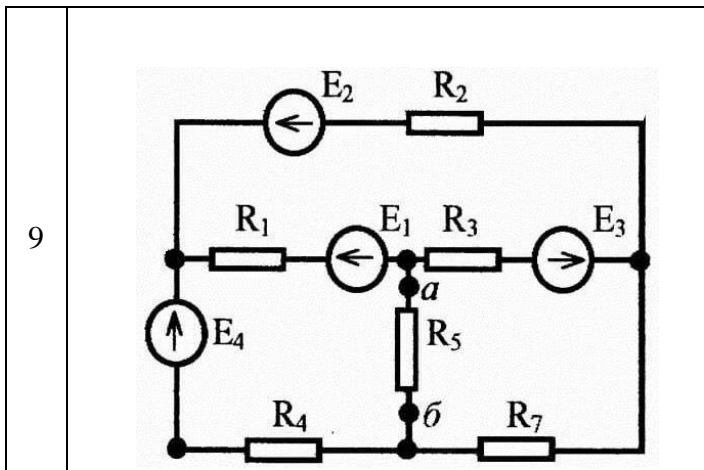 9
E₂ R₂
R₁ E₁ R₃ E₃
а
E₄ R₅
б
R₄ R₇